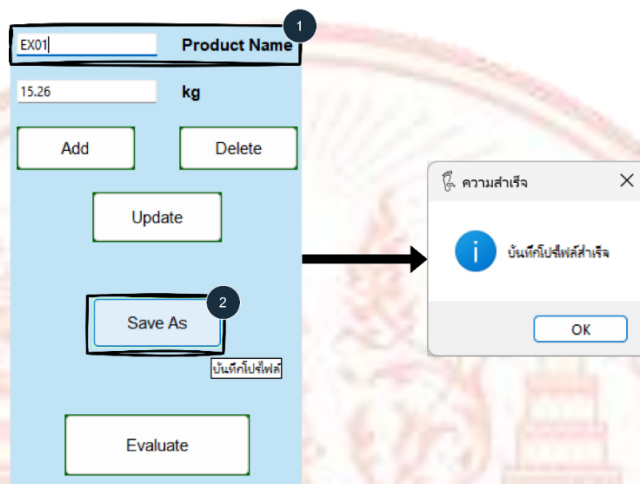 1
EX01 Product Name
15.26 kg
Add Delete
Update
2
Save As
บันทึกโปรไฟล์
Evaluate
ความสำเร็จ
บันทึกโปรไฟล์สำเร็จ
OK